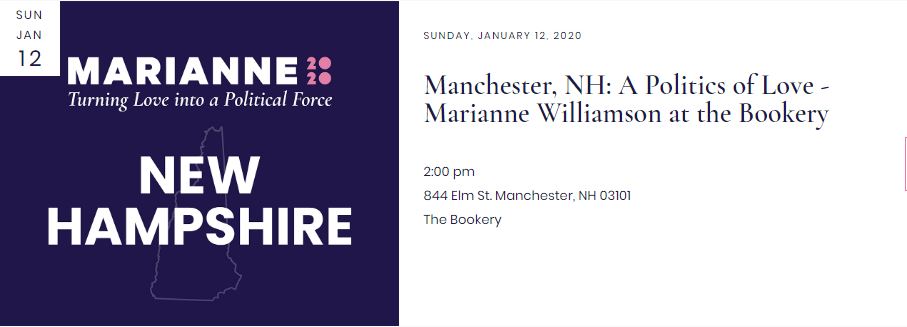 SUN
JAN
12
MARIANNE 2020
Turning Love into a Political Force
NEW
HAMPSHIRE
SUNDAY, JANUARY 12, 2020
Manchester, NH: A Politics of Love -
Marianne Williamson at the Bookery
2:00 pm
844 Elm St. Manchester, NH 03101
The Bookery